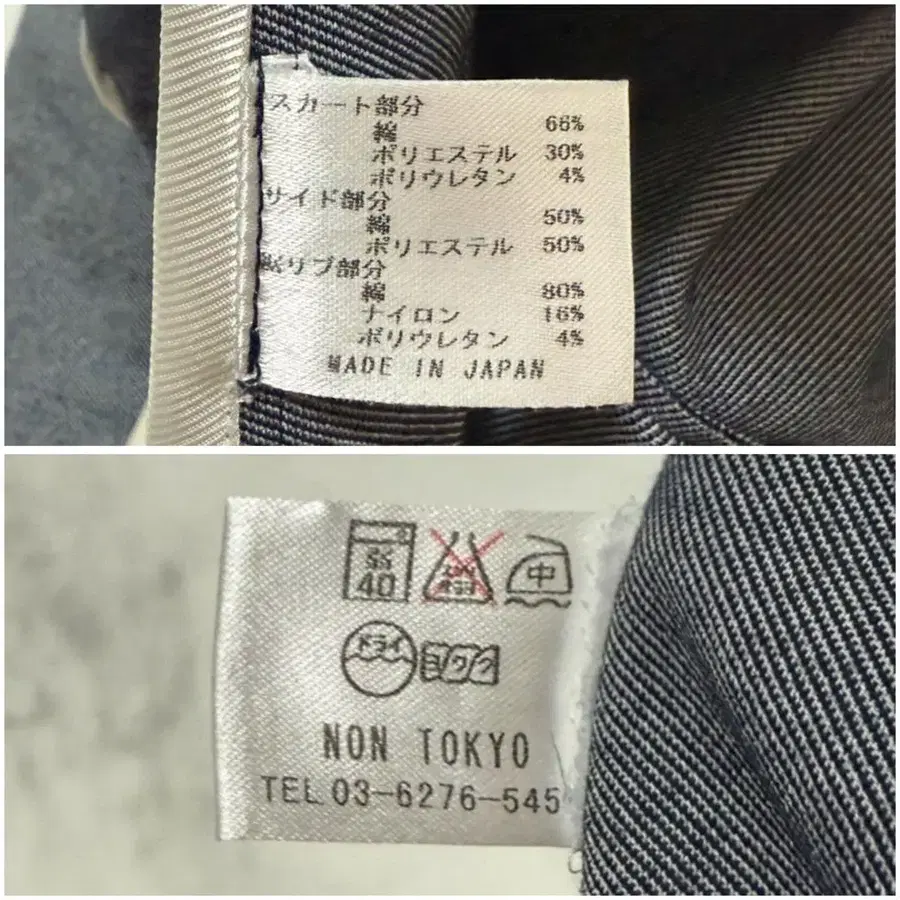 スカート部分
綿 66%
ポリエステル 30%
ポリウレタン 4%
サイド部分
綿 50%
ポリエステル 50%
リブ部分
綿 80%
ナイロン 16%
ポリウレタン 4%
MADE IN JAPAN
40
中
ドライ
ヨワク
NON TOKYO
TEL 03-6276-545